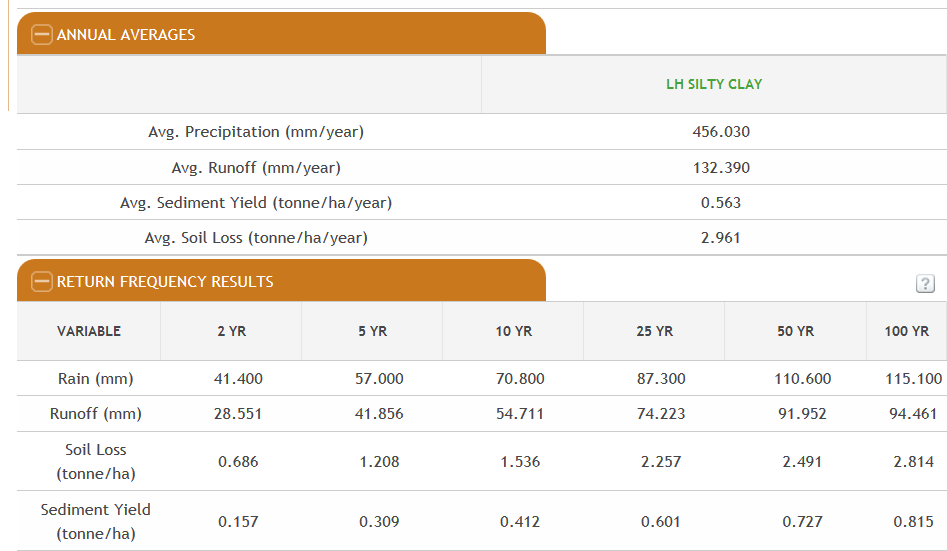 ANNUAL AVERAGES
LH SILTY CLAY
Avg. Precipitation (mm/year) 456.030
Avg. Runoff (mm/year) 132.390
Avg. Sediment Yield (tonne/ha/year) 0.563
Avg. Soil Loss (tonne/ha/year) 2.961
RETURN FREQUENCY RESULTS ?
VARIABLE 2 YR 5 YR 10 YR 25 YR 50 YR 100 YR
Rain (mm) 41.400 57.000 70.800 87.300 110.600 115.100
Runoff (mm) 28.551 41.856 54.711 74.223 91.952 94.461
Soil Loss
(tonne/ha) 0.686 1.208 1.536 2.257 2.491 2.814
Sediment Yield
(tonne/ha) 0.157 0.309 0.412 0.601 0.727 0.815